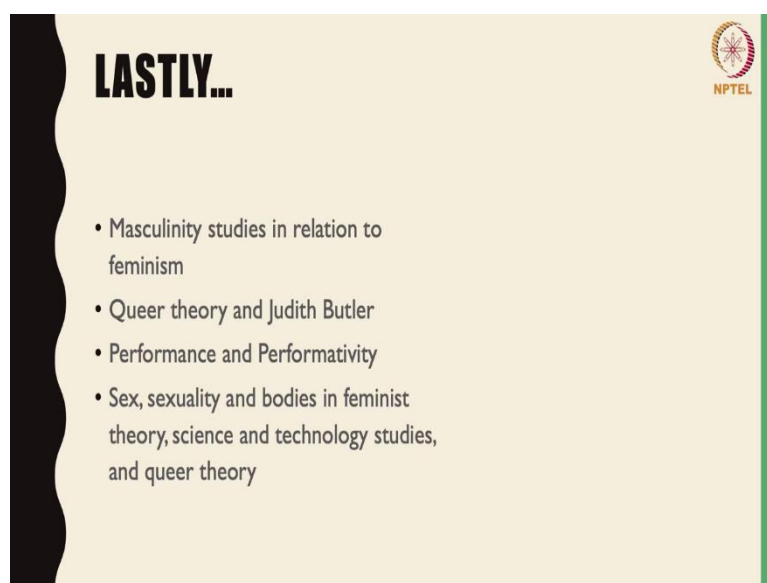 LASTLY...
NPTEL
• Masculinity studies in relation to
feminism
• Queer theory and Judith Butler
• Performance and Performativity
• Sex, sexuality and bodies in feminist
theory, science and technology studies,
and queer theory